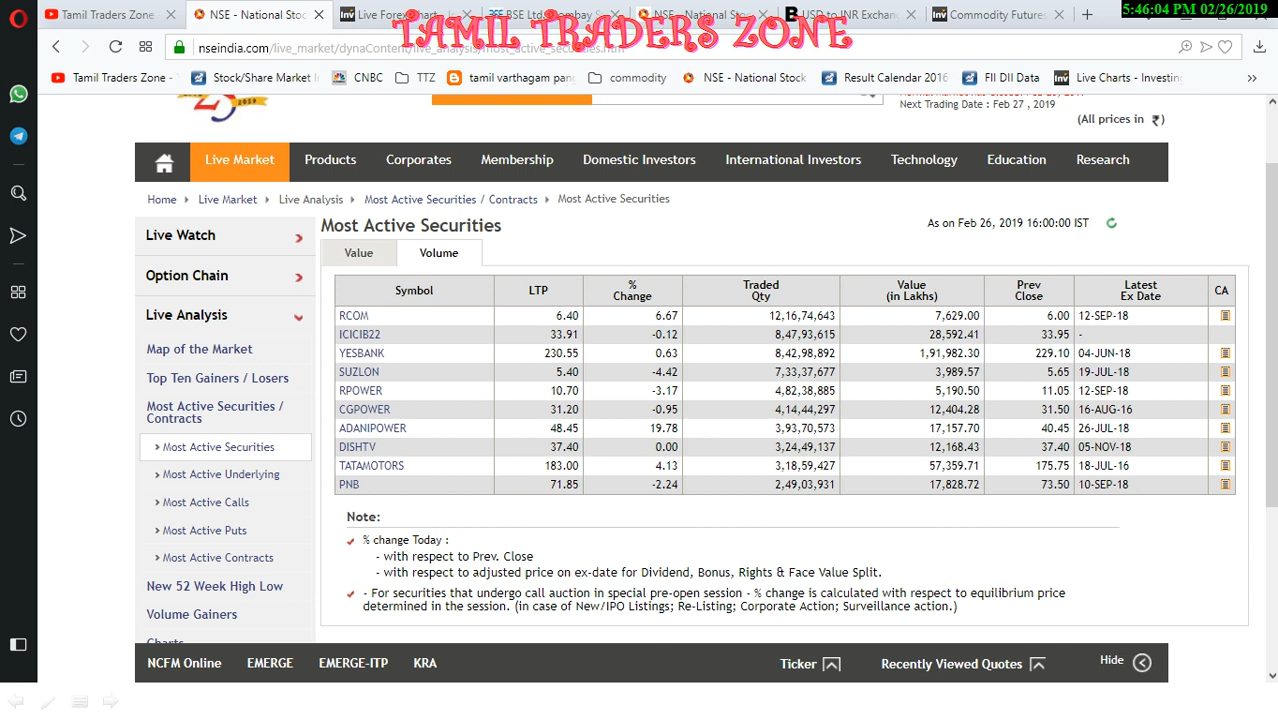 5:46:04 PM 02/26/2019
Tamil Traders Zone
NSE - National Stoc
Live Forex Chart
BSE Ltd
NSE - National Stoc
USD to INR Exchan
Commodity Futures
TAMIL TRADERS ZONE
nseindia.com/live_market/dynaContent/live_analysis/most_active_securities.htm
Tamil Traders Zone -
Stock/Share Market
CNBC
TTZ
tamil varthagam pang
commodity
NSE - National Stock
Result Calendar 2016
FII DII Data
Live Charts - Investing
Next Trading Date : Feb 27 , 2019
(All prices in ₹)
Live Market Products Corporates Membership Domestic Investors International Investors Technology Education Research
Home Live Market Live Analysis Most Active Securities / Contracts Most Active Securities
Live Watch
Option Chain
Live Analysis
Map of the Market
Top Ten Gainers / Losers
Most Active Securities /
Contracts
Most Active Securities
Most Active Underlying
Most Active Calls
Most Active Puts
Most Active Contracts
New 52 Week High Low
Volume Gainers
Charts
Most Active Securities
As on Feb 26, 2019 16:00:00 IST
Value Volume
Symbol LTP % Change Traded Qty Value (in Lakhs) Prev Close Latest Ex Date CA
RCOM 6.40 6.67 12,16,74,643 7,629.00 6.00 12-SEP-18
ICICIB22 33.91 -0.12 8,47,93,615 28,592.41 33.95 -
YESBANK 230.55 0.63 8,42,98,892 1,91,982.30 229.10 04-JUN-18
SUZLON 5.40 -4.42 7,33,37,677 3,989.57 5.65 19-JUL-18
RPOWER 10.70 -3.17 4,82,38,885 5,190.50 11.05 12-SEP-18
CGPOWER 31.20 -0.95 4,14,44,297 12,404.28 31.50 16-AUG-16
ADANIPOWER 48.45 19.78 3,93,70,573 17,157.70 40.45 26-JUL-18
DISHTV 37.40 0.00 3,24,49,137 12,168.43 37.40 05-NOV-18
TATAMOTORS 183.00 4.13 3,18,59,427 57,359.71 175.75 18-JUL-16
PNB 71.85 -2.24 2,49,03,931 17,828.72 73.50 10-SEP-18
Note:
% change Today :
- with respect to Prev. Close
- with respect to adjusted price on ex-date for Dividend, Bonus, Rights & Face Value Split.
- For securities that undergo call auction in special pre-open session - % change is calculated with respect to equilibrium price
determined in the session. (in case of New/IPO Listings; Re-Listing; Corporate Action; Surveillance action.)
NCFM Online EMERGE EMERGE-ITP KRA Ticker Recently Viewed Quotes Hide